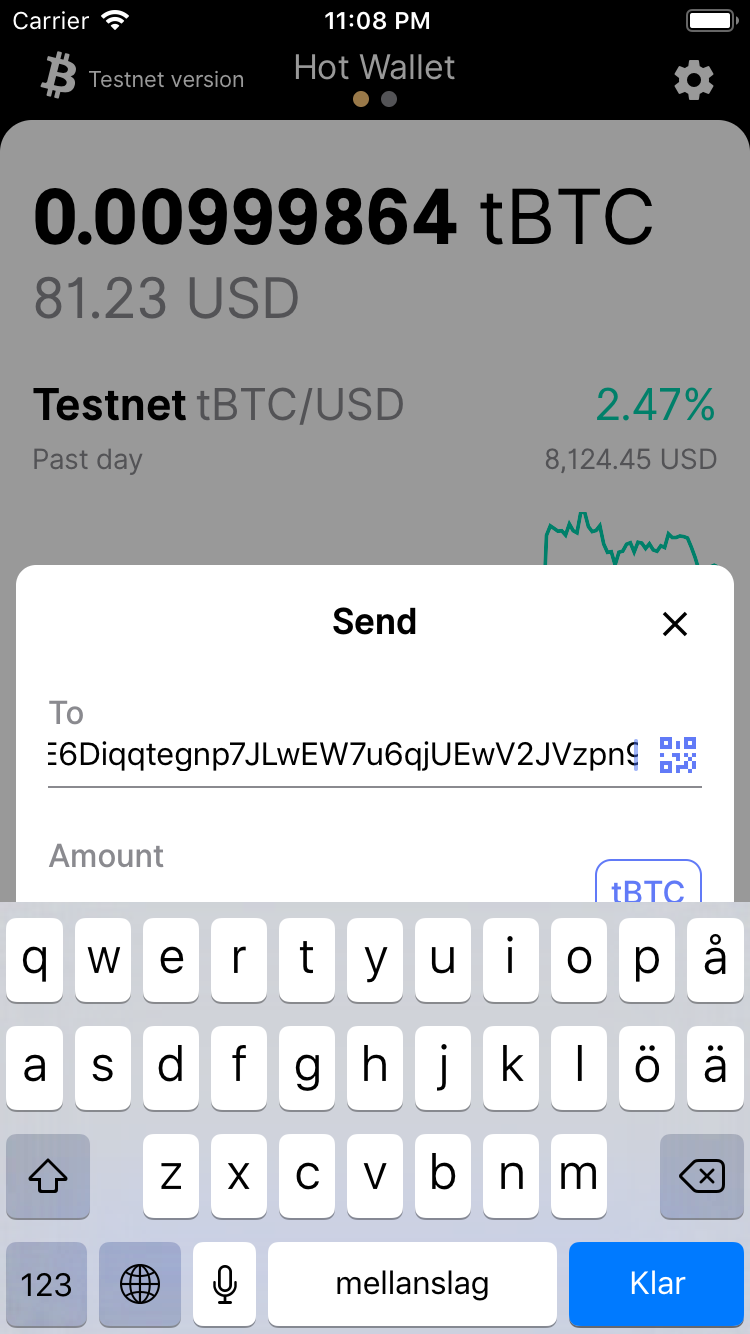 Carrier 11:08 PM
Testnet version Hot Wallet
0.00999864 tBTC
81.23 USD
Testnet tBTC/USD 2.47%
Past day 8,124.45 USD
Send
To
E6Diqqtegnp7JLwEW7u6qjUEwV2JVzpn9
Amount
tBTC
q w e r t y u i o p å
a s d f g h j k l ö ä
z x c v b n m
123 mellanslag Klar